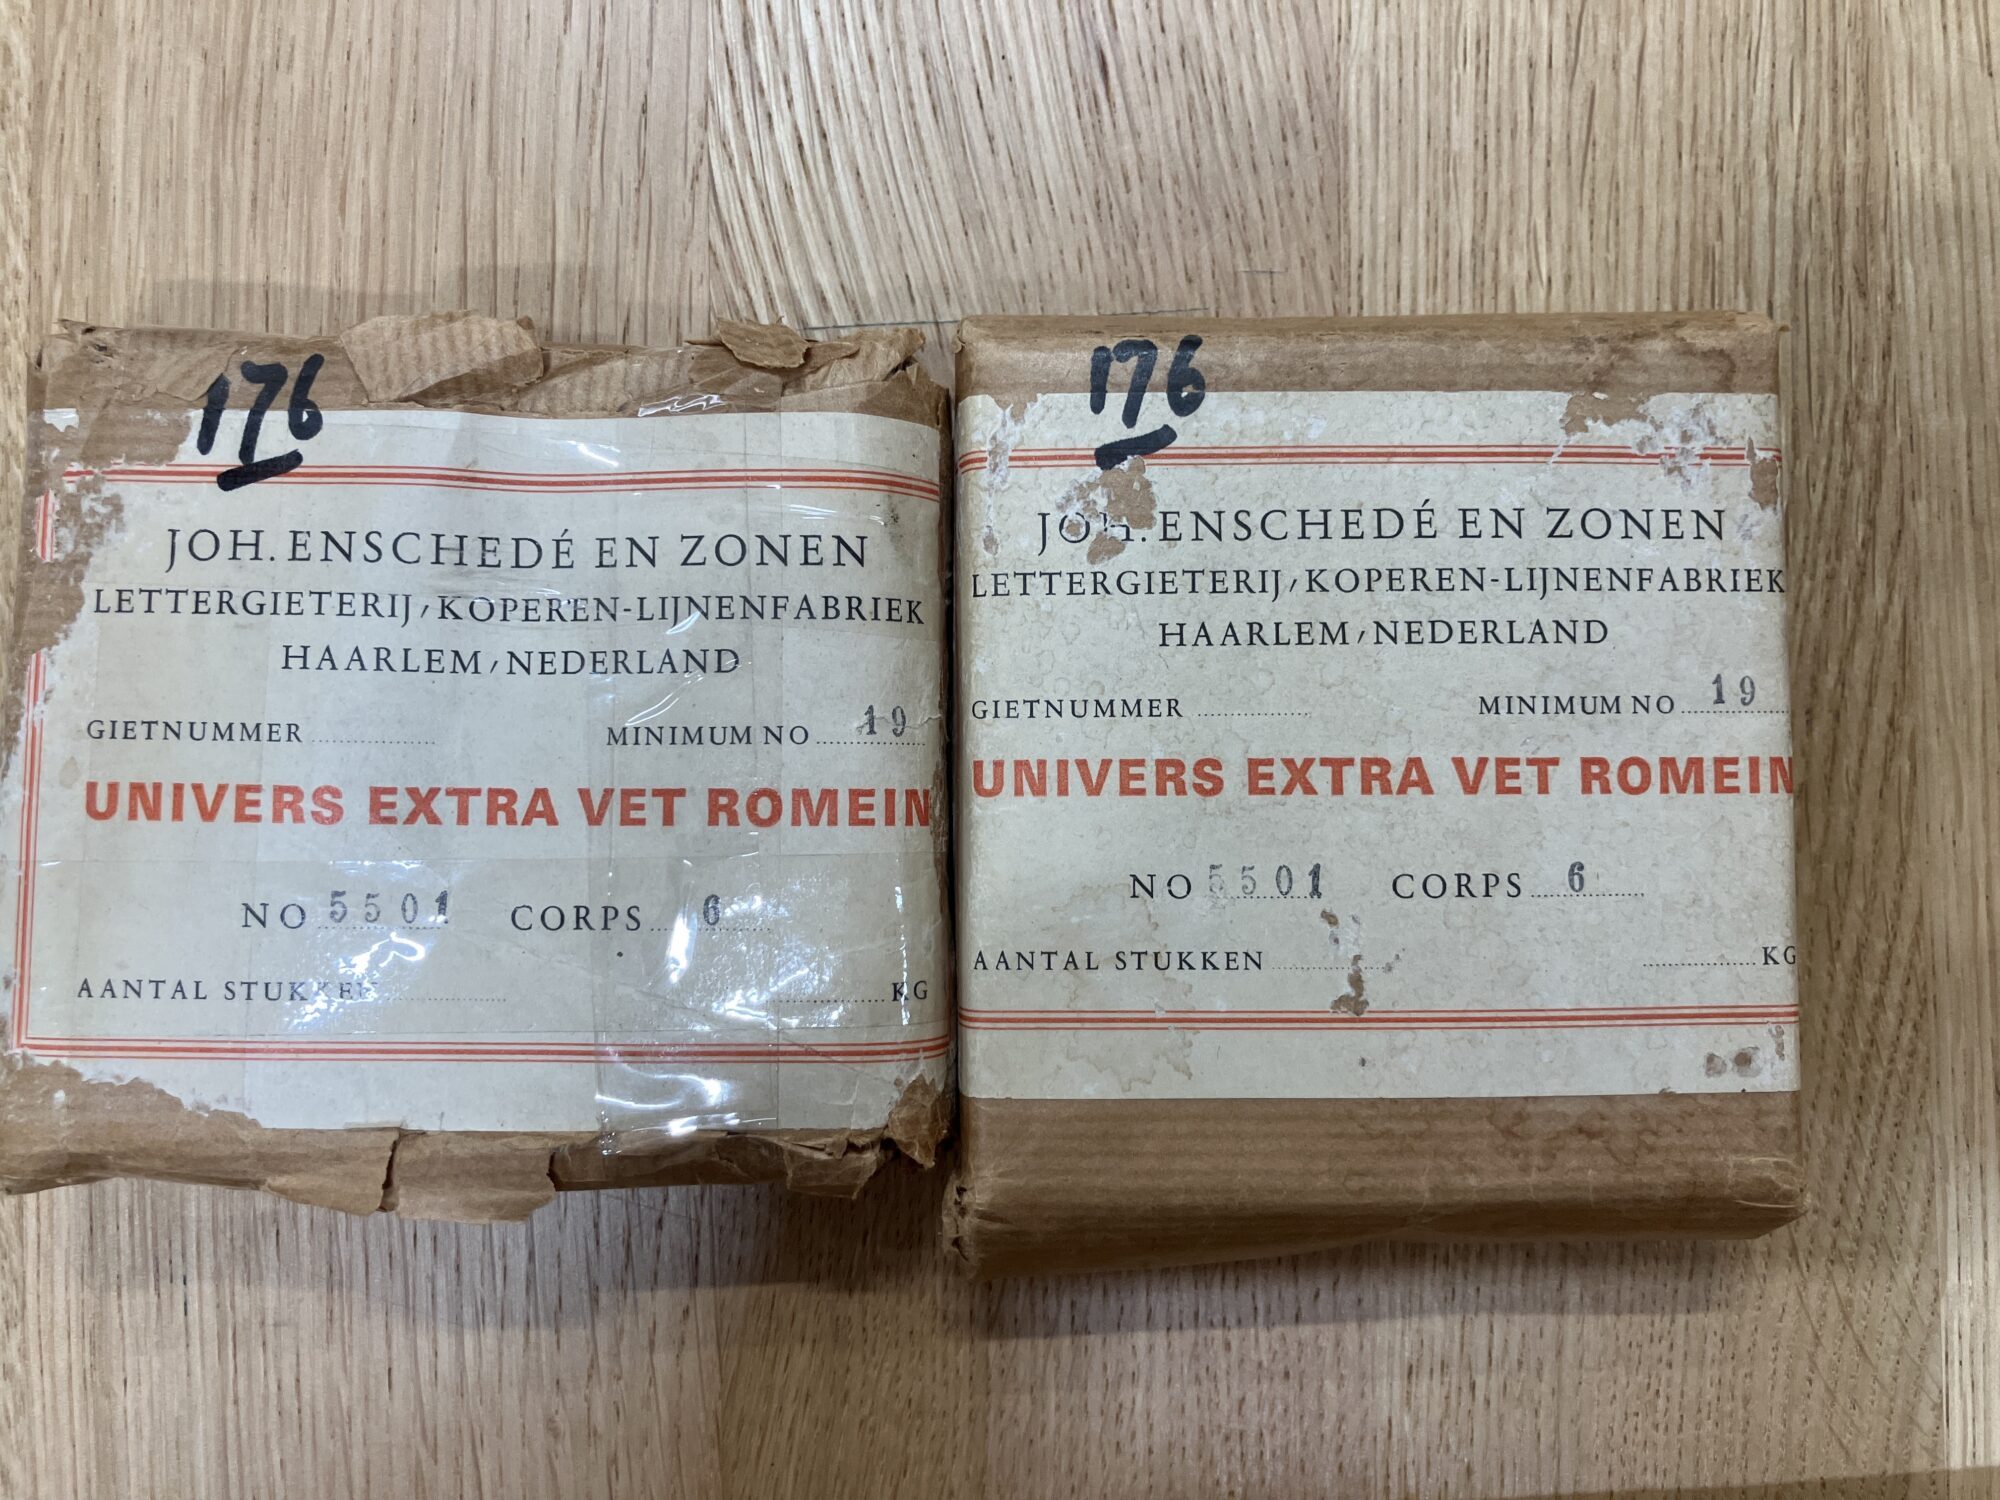 176
JOH. ENSCHEDÉ EN ZONEN
LETTERGIETERIJ, KOPEREN-LIJNENFABRIEK
HAARLEM, NEDERLAND
GIETNUMMER MINIMUM NO 19
UNIVERS EXTRA VET ROMEIN
NO 5501 CORPS 6
AANTAL STUKKEN KG
176
JOH. ENSCHEDÉ EN ZONEN
LETTERGIETERIJ, KOPEREN-LIJNENFABRIEK
HAARLEM, NEDERLAND
GIETNUMMER MINIMUM NO 19
UNIVERS EXTRA VET ROMEIN
NO 5501 CORPS 6
AANTAL STUKKEN KG